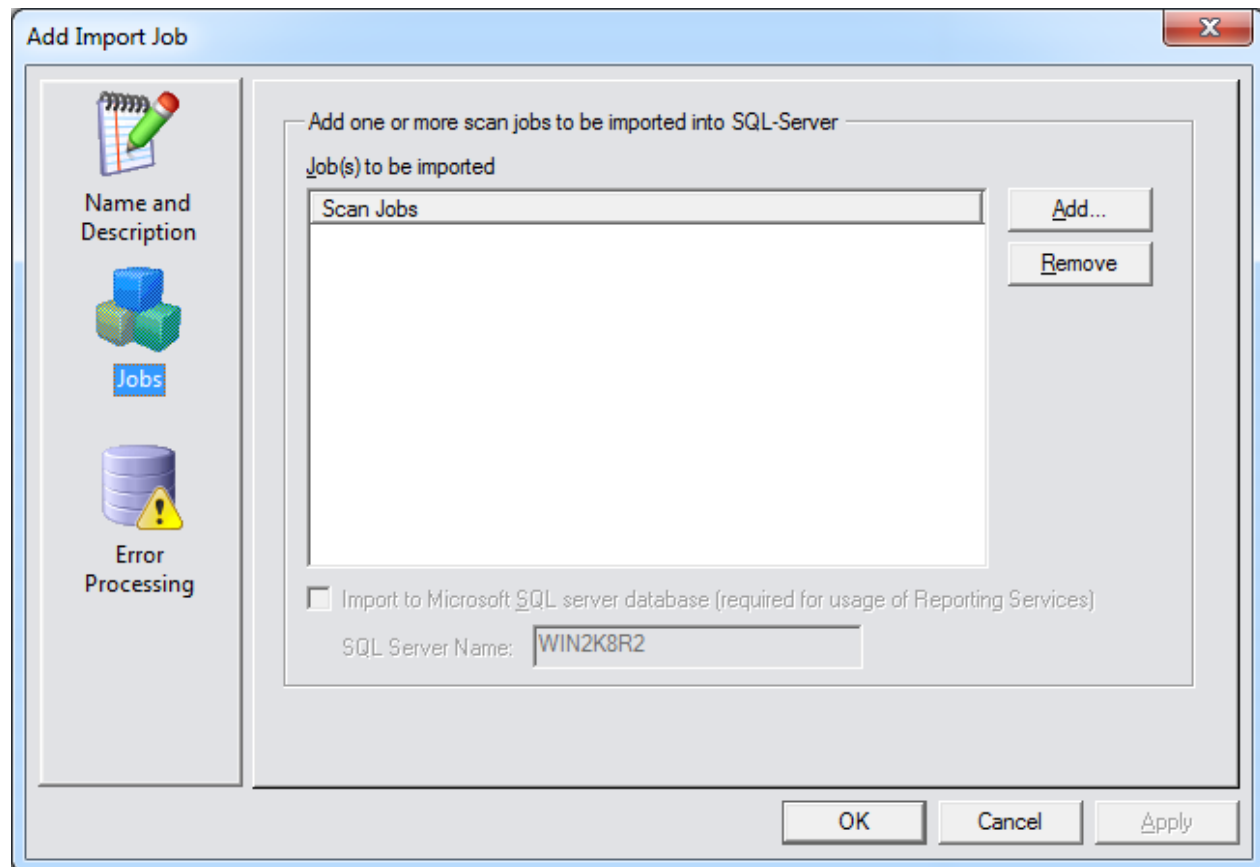 Add Import Job
Name and
Description
Jobs
Error
Processing
Add one or more scan jobs to be imported into SQL-Server
Job(s) to be imported
Scan Jobs
Add...
Remove
Import to Microsoft SQL server database (required for usage of Reporting Services)
SQL Server Name: WIN2K8R2
OK Cancel Apply